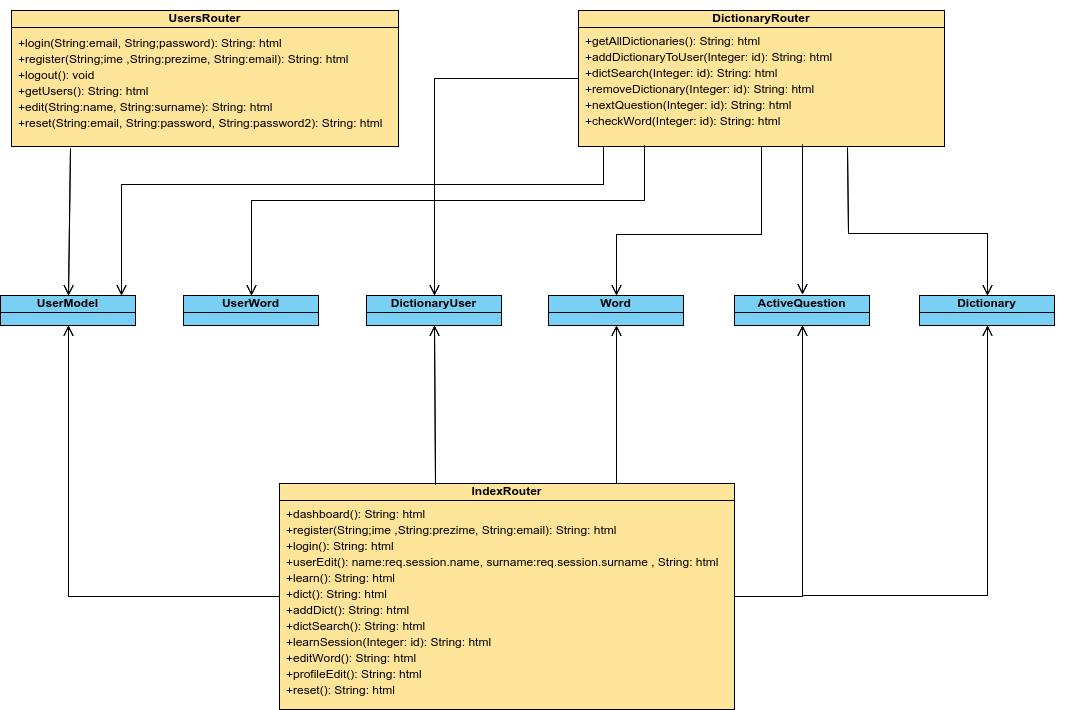 UsersRouter
+login(String:email, String;password): String: html
+register(String;ime ,String:prezime, String:email): String: html
+logout(): void
+getUsers(): String: html
+edit(String:name, String:surname): String: html
+reset(String:email, String:password, String:password2): String: html
DictionaryRouter
+getAllDictionaries(): String: html
+addDictionaryToUser(Integer: id): String: html
+dictSearch(Integer: id): String: html
+removeDictionary(Integer: id): String: html
+nextQuestion(Integer: id): String: html
+checkWord(Integer: id): String: html
UserModel
UserWord
DictionaryUser
Word
ActiveQuestion
Dictionary
IndexRouter
+dashboard(): String: html
+register(String;ime ,String:prezime, String:email): String: html
+login(): String: html
+userEdit(): name:req.session.name, surname:req.session.surname , String: html
+learn(): String: html
+dict(): String: html
+addDict(): String: html
+dictSearch(): String: html
+learnSession(Integer: id): String: html
+editWord(): String: html
+profileEdit(): String: html
+reset(): String: html